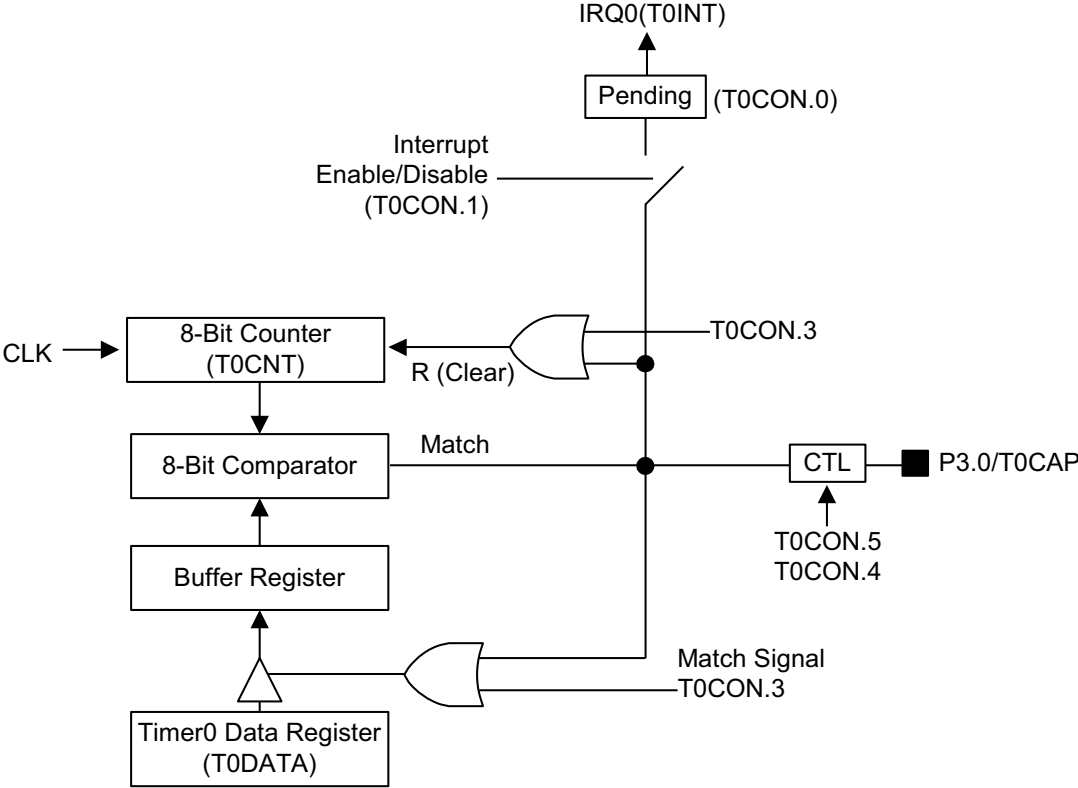 IRQ0(T0INT)
Pending
(T0CON.0)
Interrupt
Enable/Disable
(T0CON.1)
8-Bit Counter
(T0CNT)
CLK
R (Clear)
T0CON.3
8-Bit Comparator
Match
CTL
P3.0/T0CAP
T0CON.5
T0CON.4
Buffer Register
Match Signal
T0CON.3
Timer0 Data Register
(T0DATA)